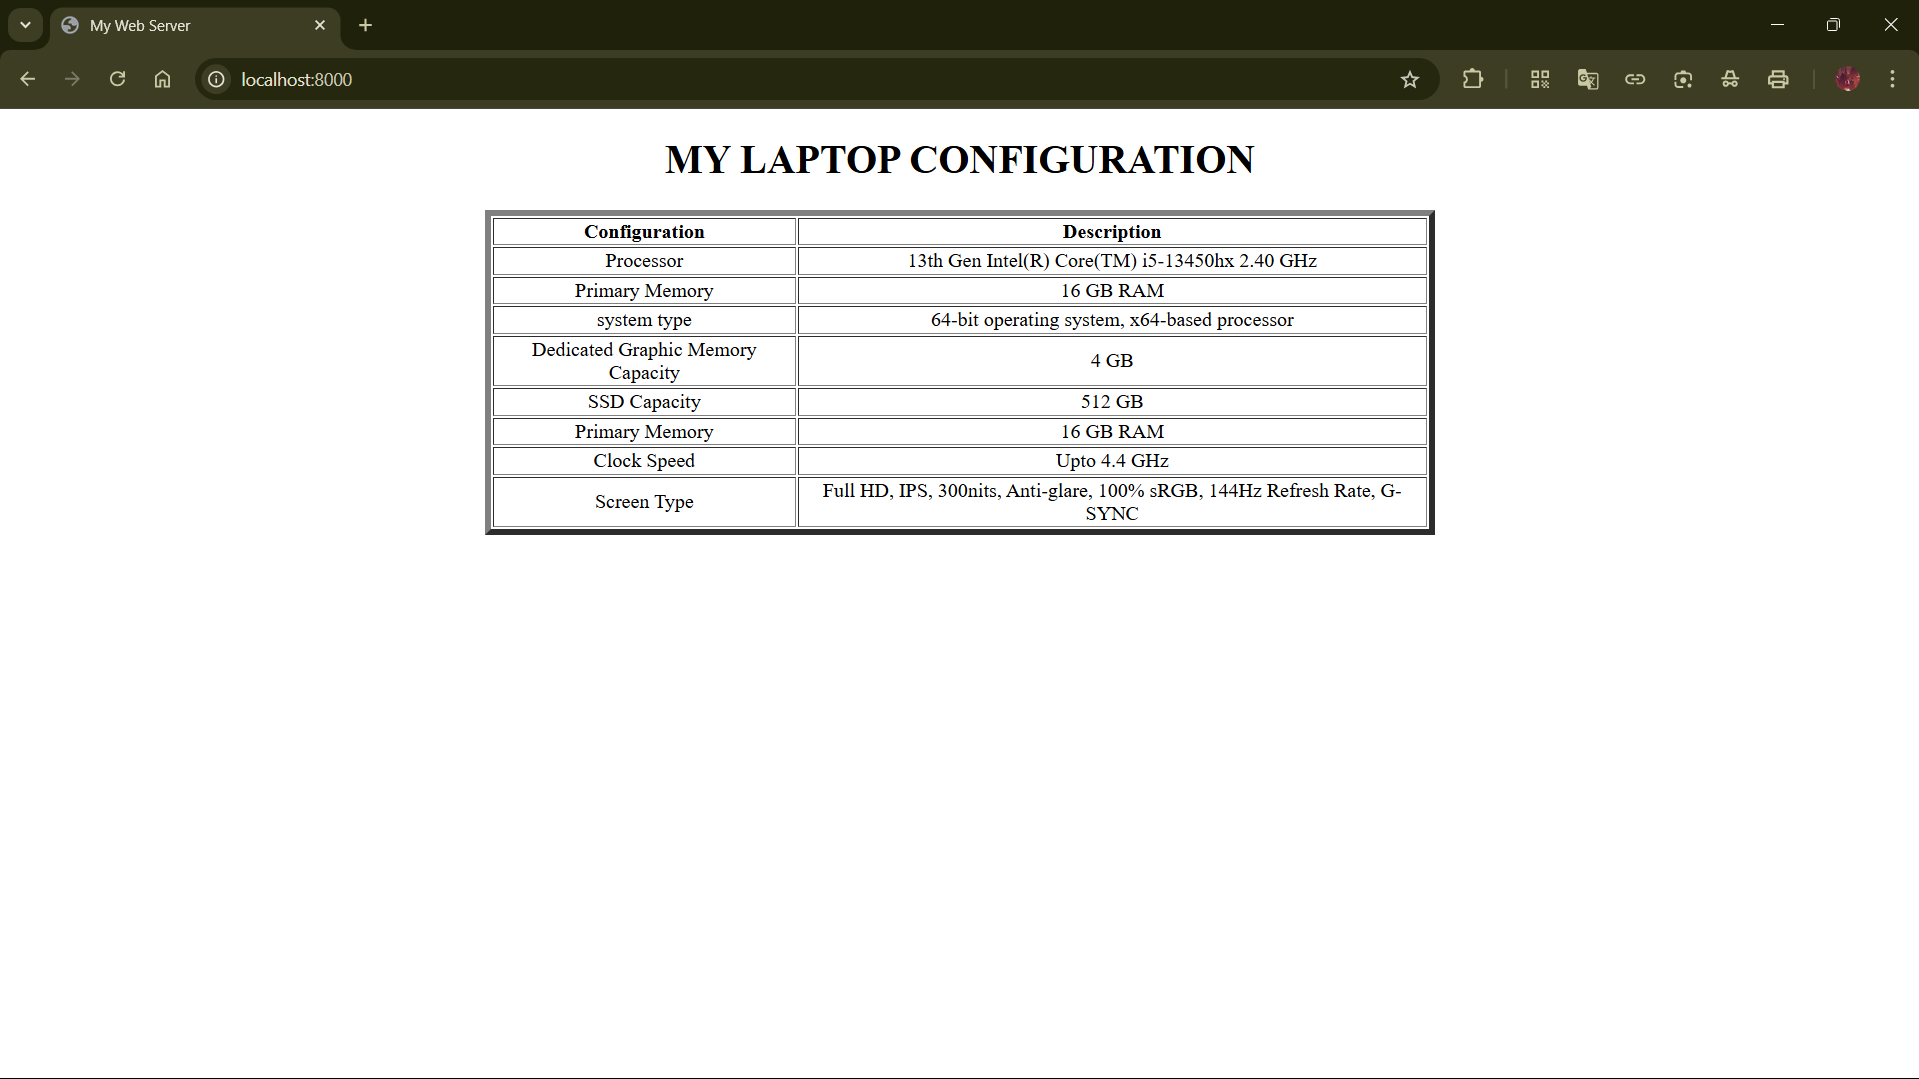 My Web Server
localhost:8000
MY LAPTOP CONFIGURATION
Configuration Description
Processor 13th Gen Intel(R) Core(TM) i5-13450hx 2.40 GHz
Primary Memory 16 GB RAM
system type 64-bit operating system, x64-based processor
Dedicated Graphic Memory
Capacity 4 GB
SSD Capacity 512 GB
Primary Memory 16 GB RAM
Clock Speed Upto 4.4 GHz
Screen Type Full HD, IPS, 300nits, Anti-glare, 100% sRGB, 144Hz Refresh Rate, G-
SYNC